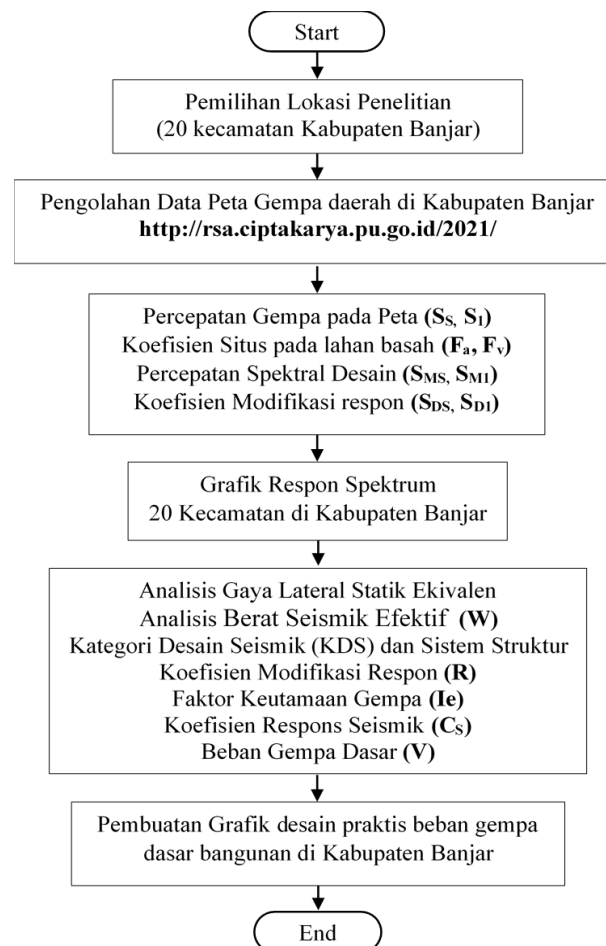 Start
Pemilihan Lokasi Penelitian
(20 kecamatan Kabupaten Banjar)
Pengolahan Data Peta Gempa daerah di Kabupaten Banjar
http://rsa.ciptakarya.pu.go.id/2021/
Percepatan Gempa pada Peta (SS, S1)
Koefisien Situs pada lahan basah (Fa, Fv)
Percepatan Spektral Desain (SMS, SM1)
Koefisien Modifikasi respon (SDS, SD1)
Grafik Respon Spektrum
20 Kecamatan di Kabupaten Banjar
Analisis Gaya Lateral Statik Ekivalen
Analisis Berat Seismik Efektif (W)
Kategori Desain Seismik (KDS) dan Sistem Struktur
Koefisien Modifikasi Respon (R)
Faktor Keutamaan Gempa (Ie)
Koefisien Respons Seismik (CS)
Beban Gempa Dasar (V)
Pembuatan Grafik desain praktis beban gempa
dasar bangunan di Kabupaten Banjar
End